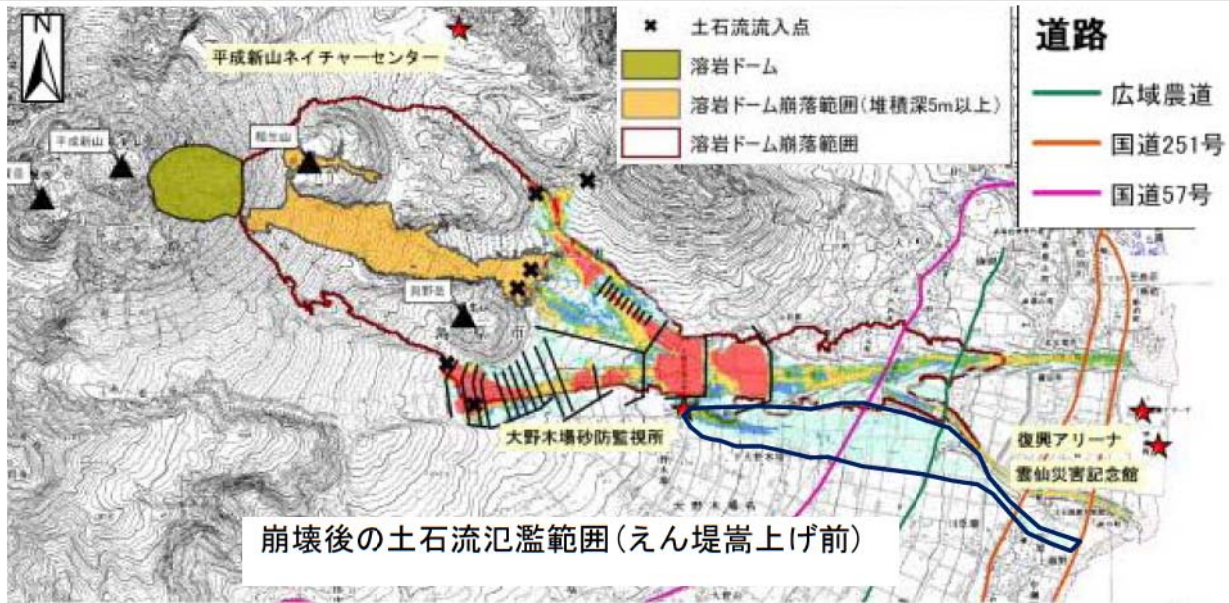 N
平成新山ネイチャーセンター
土石流流入点
溶岩ドーム
溶岩ドーム崩落範囲(堆積深5m以上)
溶岩ドーム崩落範囲
道路
広域農道
国道251号
国道57号
平成新山
稲生山
大野木場砂防監視所
復興アリーナ
雲仙災害記念館
崩壊後の土石流氾濫範囲(えん堤嵩上げ前)